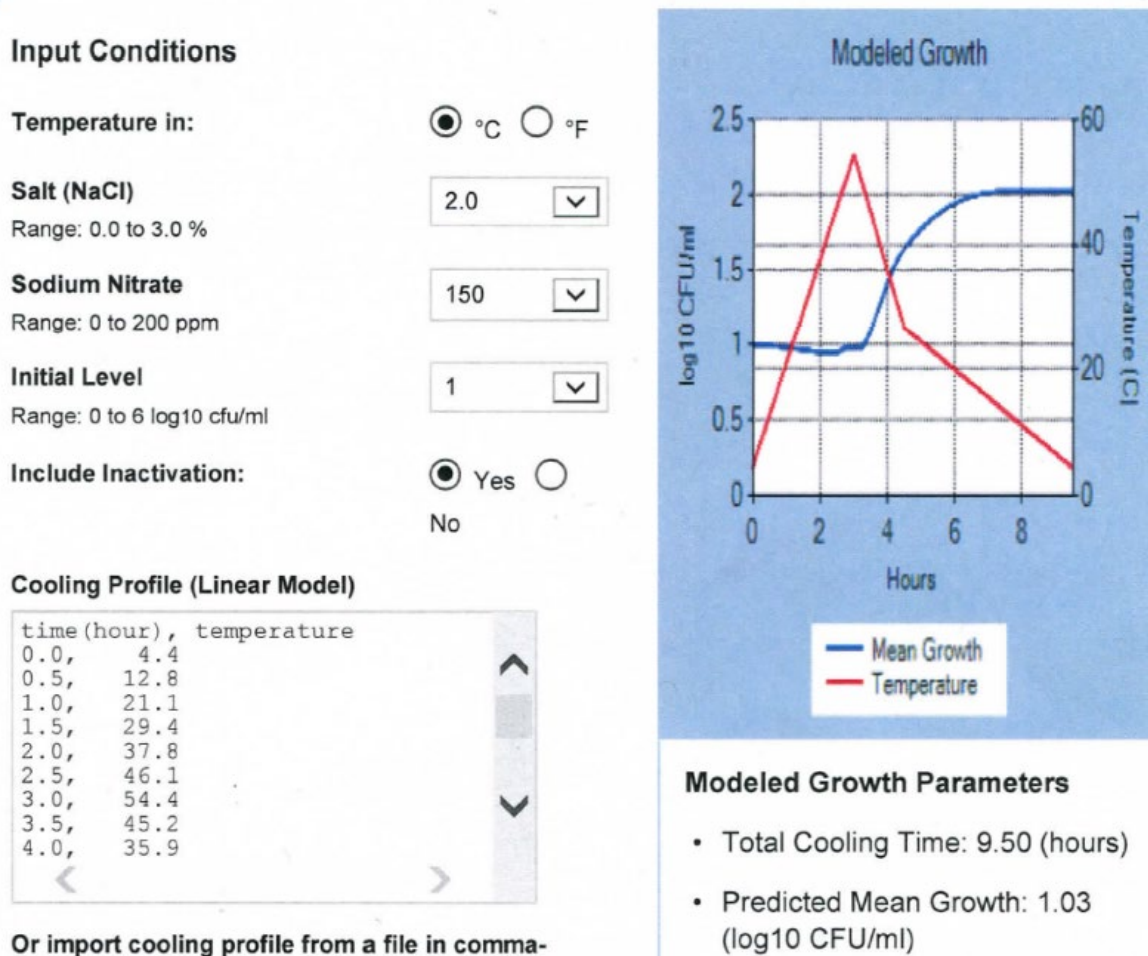 Input Conditions
Temperature in:
°C °F
Salt (NaCl)
2.0
Range: 0.0 to 3.0 %
Sodium Nitrate
150
Range: 0 to 200 ppm
Initial Level
1
Range: 0 to 6 log10 cfu/ml
Include Inactivation:
Yes
No
Cooling Profile (Linear Model)
time(hour), temperature
0.0, 4.4
0.5, 12.8
1.0, 21.1
1.5, 29.4
2.0, 37.8
2.5, 46.1
3.0, 54.4
3.5, 45.2
4.0, 35.9
Or import cooling profile from a file in comma-
Modeled Growth
2.5
2
1.5
1
0.5
0
log10 CFU/ml
60
40
20
0
Temperature (C)
0 2 4 6 8
Hours
Mean Growth
Temperature
Modeled Growth Parameters
• Total Cooling Time: 9.50 (hours)
• Predicted Mean Growth: 1.03
(log10 CFU/ml)